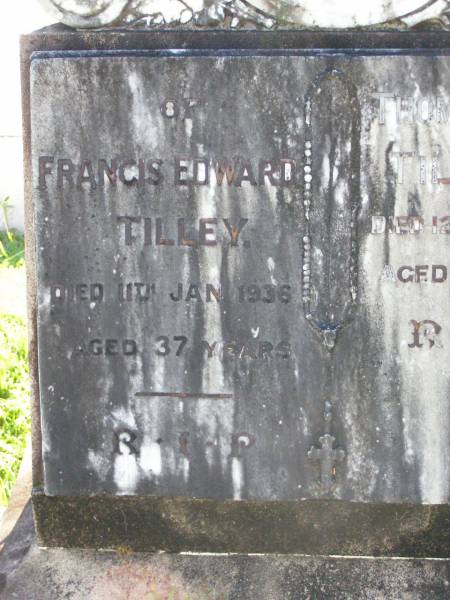 OF
FRANCIS EDWARD
TILLEY.
DIED 11TH JAN. 1936
AGED 37 YEARS
R·I·P
DIED 12
AGED
R